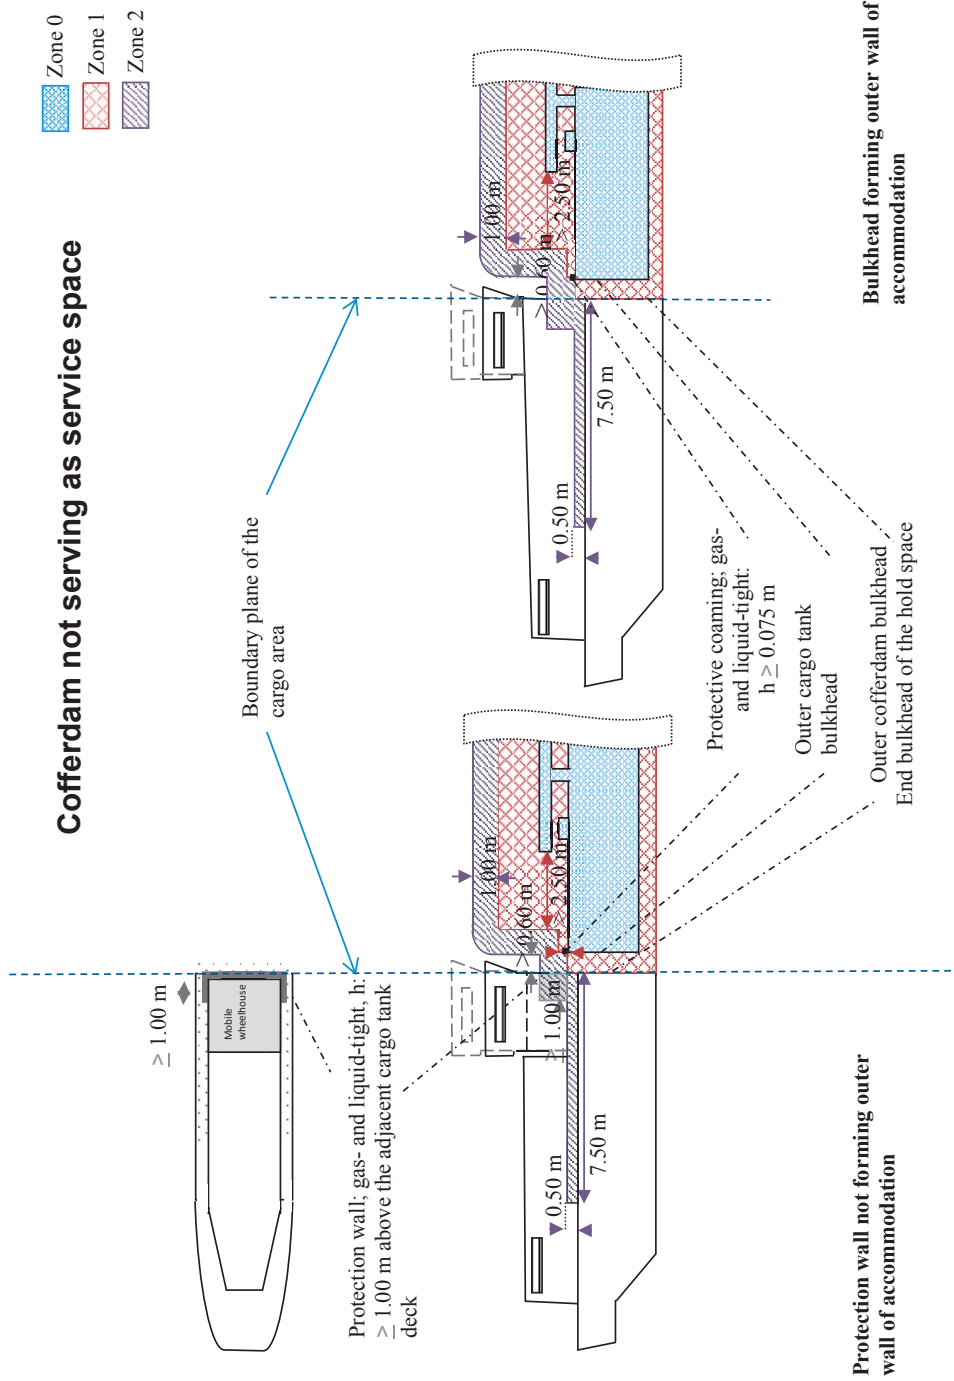 Cofferdam not serving as service space
Zone 0
Zone 1
Zone 2
Boundary plane of the
cargo area
≥ 1.00 m
Mobile
wheelhouse
Protection wall; gas- and liquid-tight, h:
≥ 1.00 m above the adjacent cargo tank
deck
1.00 m
> 0.60 m
> 2.50 m
> 1.00 m
0.50 m
7.50 m
1.00 m
> 0.60 m
> 2.50 m
0.50 m
7.50 m
Protective coaming; gas-
and liquid-tight:
h ≥ 0.075 m
Outer cargo tank
bulkhead
Outer cofferdam bulkhead
End bulkhead of the hold space
Protection wall not forming outer
wall of accommodation
Bulkhead forming outer wall of
accommodation